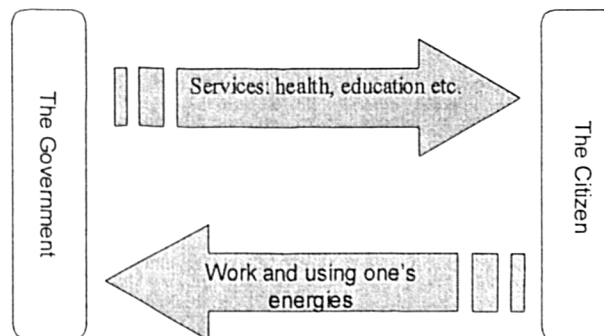 The Government
Services: health, education etc.
The Citizen
Work and using one's
energies